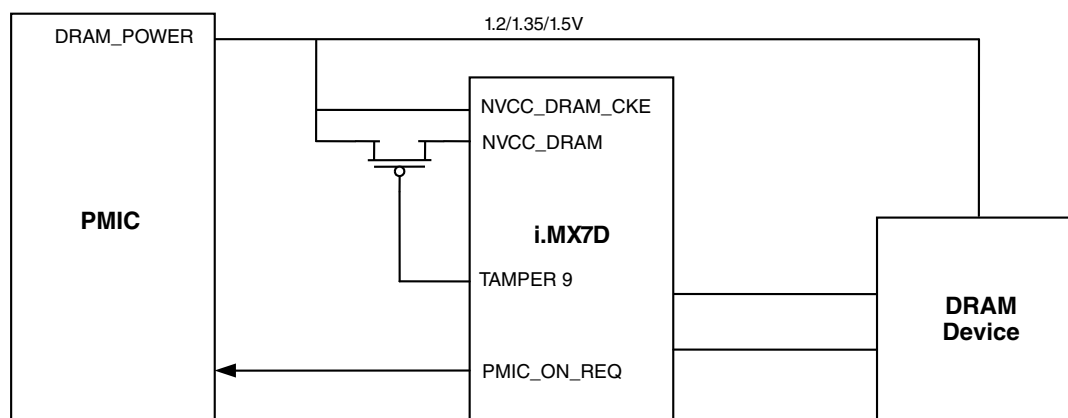 1.2/1.35/1.5V
DRAM_POWER
NVCC_DRAM_CKE
NVCC_DRAM
PMIC
i.MX7D
TAMPER 9
DRAM
Device
PMIC_ON_REQ